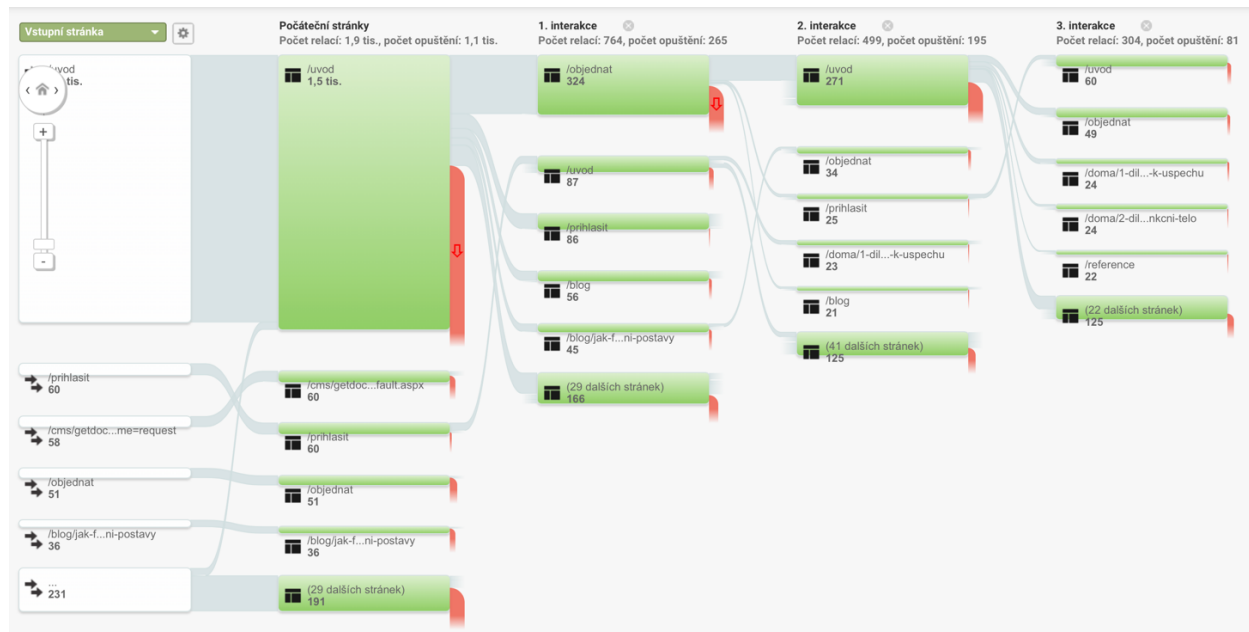 Vstupní stránka
/uvod
tis.
+
-
/prihlasit
60
/cms/getdoc...me=request
58
/objednat
51
/blog/jak-f...ni-postavy
36
...
231
Počáteční stránky
Počet relací: 1,9 tis., počet opuštění: 1,1 tis.
/uvod
1,5 tis.
/cms/getdoc...fault.aspx
60
/prihlasit
60
/objednat
51
/blog/jak-f...ni-postavy
36
(29 dalších stránek)
191
1. interakce
Počet relací: 764, počet opuštění: 265
/objednat
324
/uvod
87
/prihlasit
86
/blog
56
/blog/jak-f...ni-postavy
45
(29 dalších stránek)
166
2. interakce
Počet relací: 499, počet opuštění: 195
/uvod
271
/objednat
34
/prihlasit
25
/doma/1-dil...-k-uspechu
23
/blog
21
(41 dalších stránek)
125
3. interakce
Počet relací: 304, počet opuštění: 81
/uvod
60
/objednat
49
/doma/1-dil...-k-uspechu
24
/doma/2-dil...nkcni-telo
24
/reference
22
(22 dalších stránek)
125